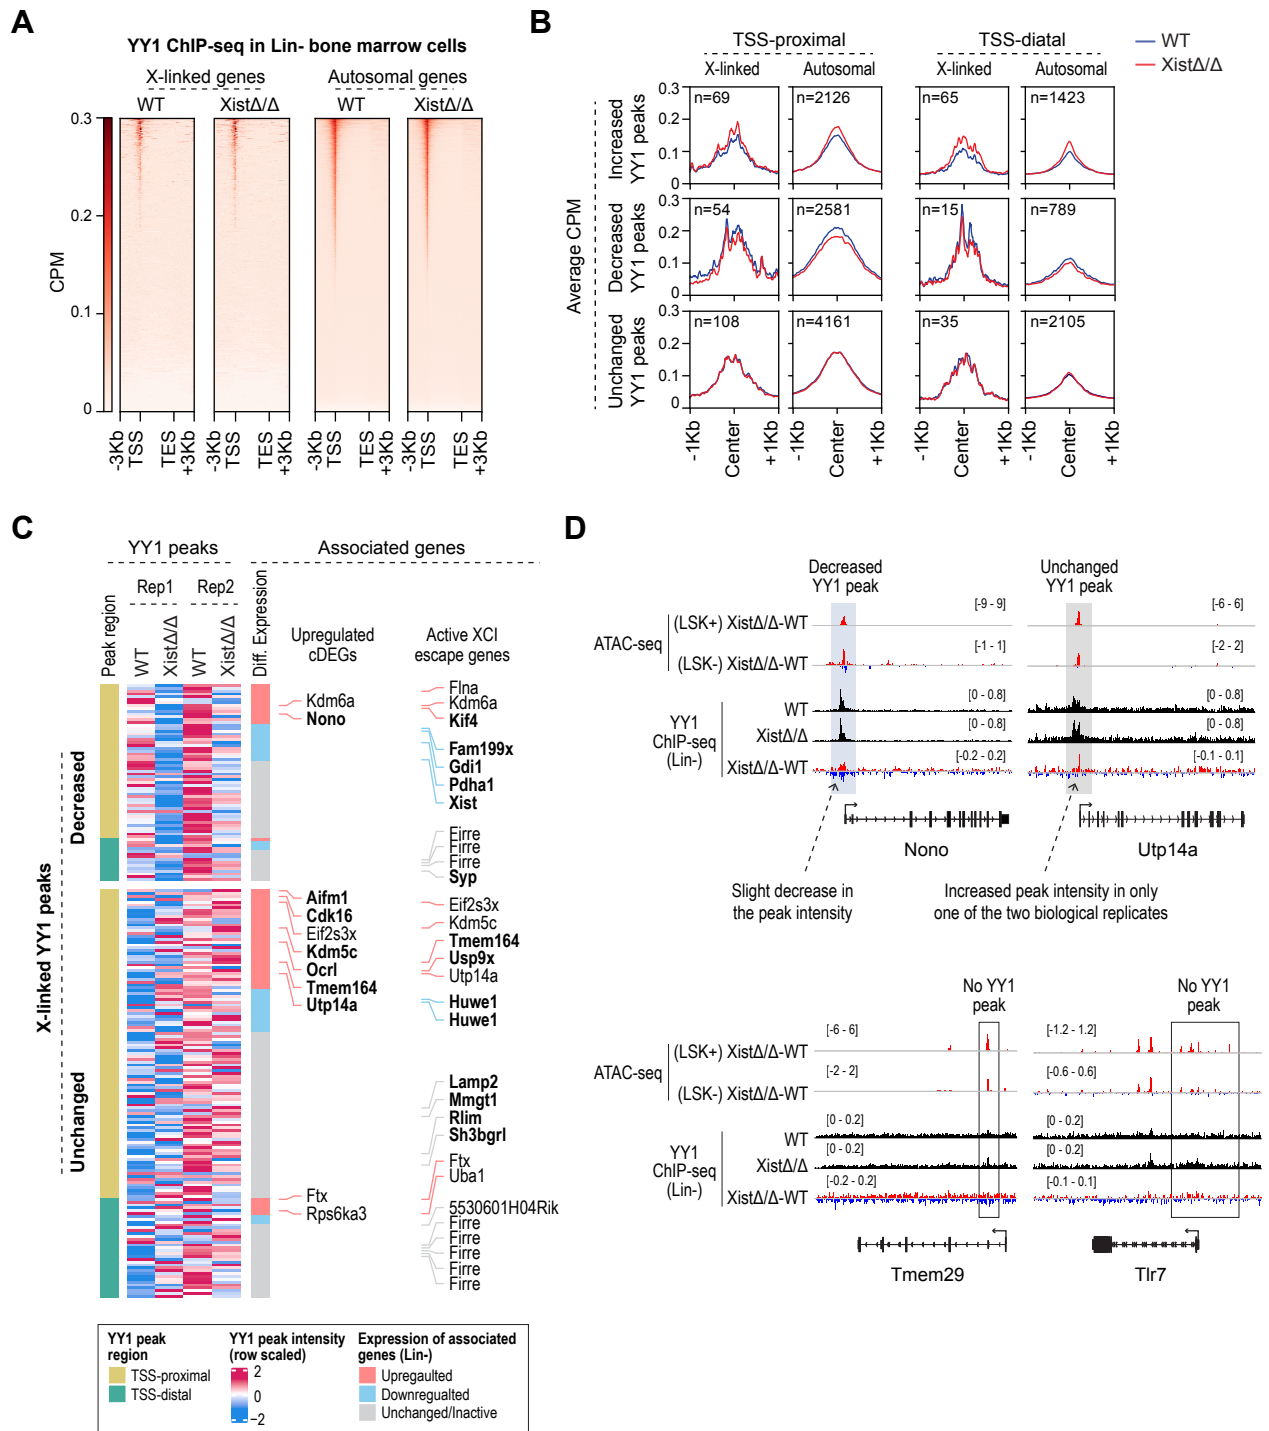 A
YY1 ChIP-seq in Lin- bone marrow cells
X-linked genes
Autosomal genes
WT
XistΔ/Δ
WT
XistΔ/Δ
0.3
0.2
0.1
0
CPM
-3Kb
TSS
TES
+3Kb
-3Kb
TSS
TES
+3Kb
-3Kb
TSS
TES
+3Kb
-3Kb
TSS
TES
+3Kb
B
TSS-proximal
TSS-diatal
WT
XistΔ/Δ
X-linked
Autosomal
X-linked
Autosomal
Average CPM
Increased
YY1 peaks
0.3
0.1
0
n=69
n=2126
n=65
n=1423
Decreased
YY1 peaks
0.3
0.2
0.1
0
n=54
n=2581
n=15
n=789
Unchanged
YY1 peaks
0.3
0.2
0.1
0
n=108
n=4161
n=35
n=2105
-1Kb
Center
+1Kb
+1Kb
-1Kb
Center
+1Kb
-1Kb
Center
+1Kb
C
YY1 peaks
Associated genes
Rep1
Rep2
Peak region
WT
XistΔ/Δ
WT
XistΔ/Δ
Diff. Expression
Upregulated
cDEGs
Active XCI
escape genes
X-linked YY1 peaks
Decreased
Unchanged
Kdm6a
Nono
Flna
Kdm6a
Kif4
Fam199x
Gdi1
Pdha1
Xist
Firre
Firre
Firre
Syp
Aifm1
Cdk16
Eif2s3x
Kdm5c
Ocrl
Tmem164
Utp14a
Eif2s3x
Kdm5c
Tmem164
Usp9x
Utp14a
Huwe1
Huwe1
Lamp2
Mmgt1
Rlim
Sh3bgrl
Ftx
Uba1
Ftx
Rps6ka3
5530601H04Rik
Firre
Firre
Firre
Firre
Firre
YY1 peak
region
TSS-proximal
TSS-distal
YY1 peak intensity
(row scaled)
2
0
−2
Expression of associated
genes (Lin-)
Upregaulted
Downregualted
Unchanged/Inactive
D
Decreased
YY1 peak
Unchanged
YY1 peak
ATAC-seq
(LSK+) XistΔ/Δ-WT
[-9 - 9]
[-6 - 6]
(LSK-) XistΔ/Δ-WT
[-1 - 1]
[-2 - 2]
YY1
ChIP-seq
(Lin-)
WT
[0 - 0.8]
[0 - 0.8]
XistΔ/Δ
[0 - 0.8]
[0 - 0.8]
XistΔ/Δ-WT
[-0.2 - 0.2]
[-0.1 - 0.1]
Nono
Utp14a
Slight decrease in
the peak intensity
Increased peak intensity in only
one of the two biological replicates
No YY1
peak
No YY1
peak
ATAC-seq
(LSK+) XistΔ/Δ-WT
[-6 - 6]
[-1.2 - 1.2]
(LSK-) XistΔ/Δ-WT
[-2 - 2]
[-0.6 - 0.6]
YY1
ChIP-seq
(Lin-)
WT
[0 - 0.2]
[0 - 0.2]
XistΔ/Δ
[0 - 0.2]
[0 - 0.2]
XistΔ/Δ-WT
[-0.2 - 0.2]
[-0.1 - 0.1]
Tmem29
Tlr7